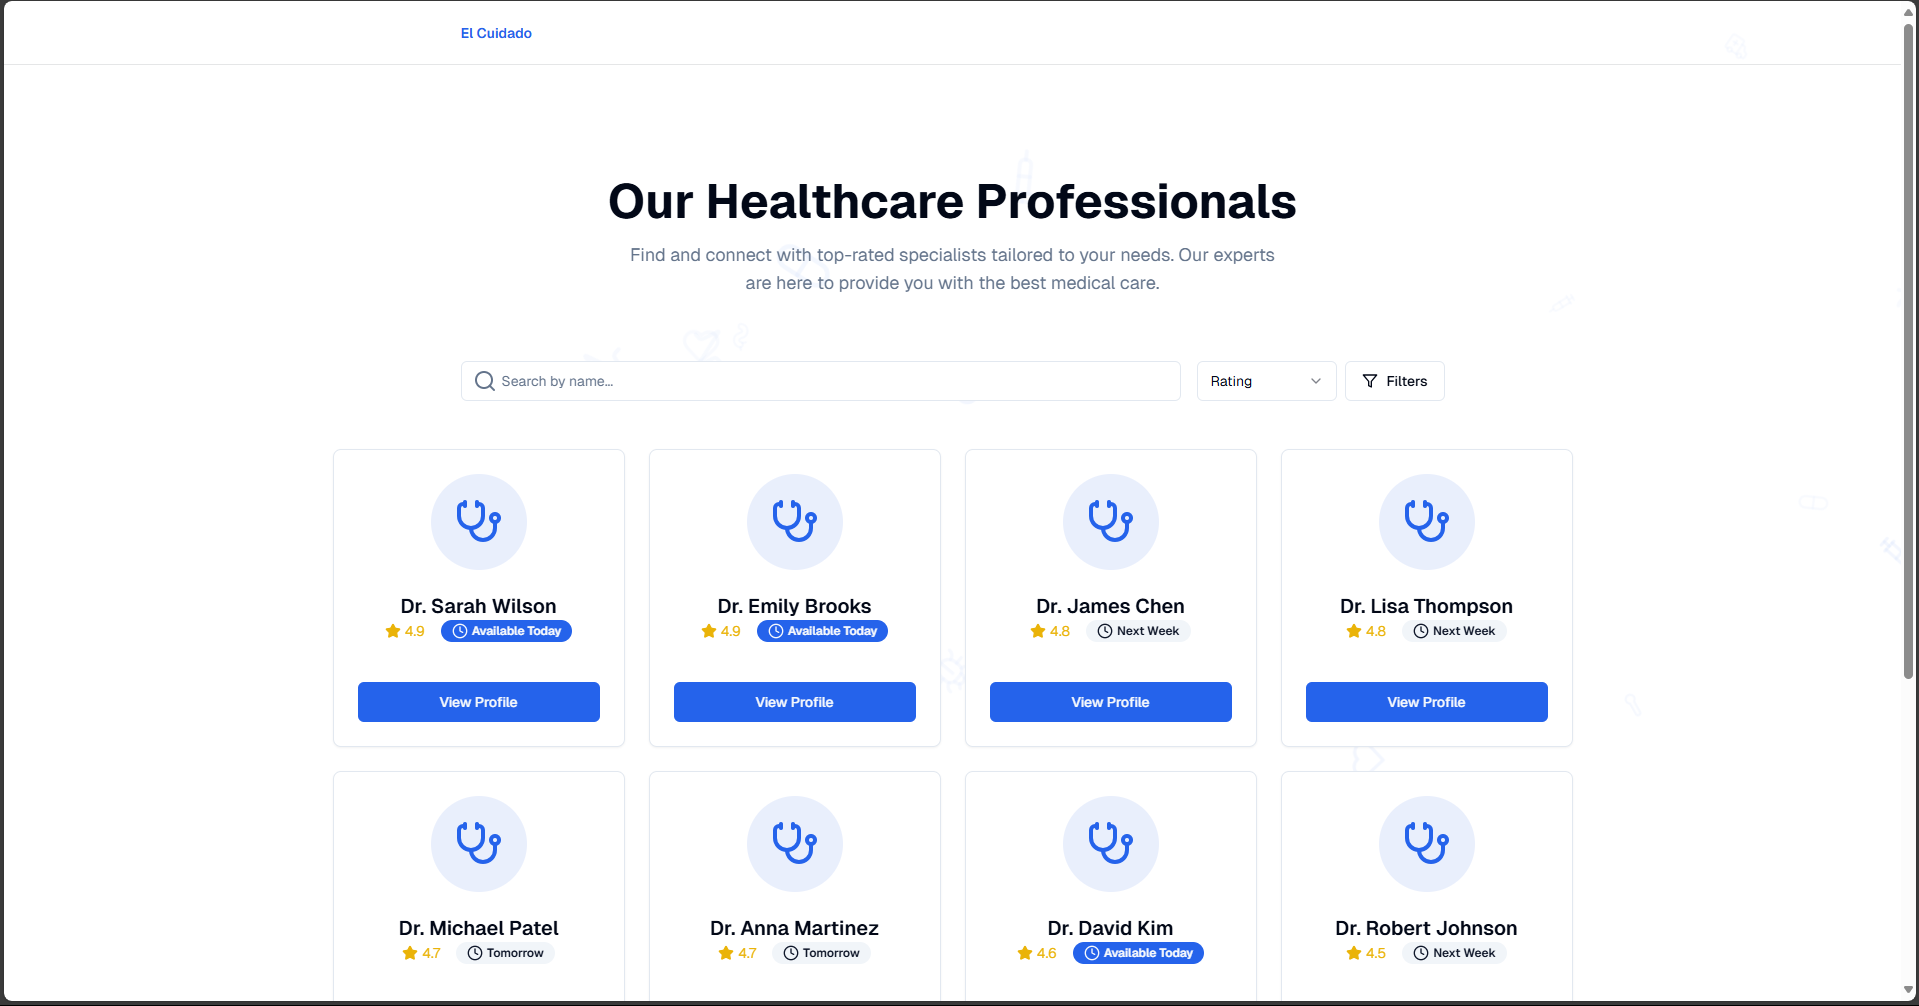 El Cuidado
Our Healthcare Professionals
Find and connect with top-rated specialists tailored to your needs. Our experts
are here to provide you with the best medical care.
Search by name...
Rating
Filters
Dr. Sarah Wilson
4.9 Available Today
View Profile
Dr. Emily Brooks
4.9 Available Today
View Profile
Dr. James Chen
4.8 Next Week
View Profile
Dr. Lisa Thompson
4.8 Next Week
View Profile
Dr. Michael Patel
4.7 Tomorrow
Dr. Anna Martinez
4.7 Tomorrow
Dr. David Kim
4.6 Available Today
Dr. Robert Johnson
4.5 Next Week